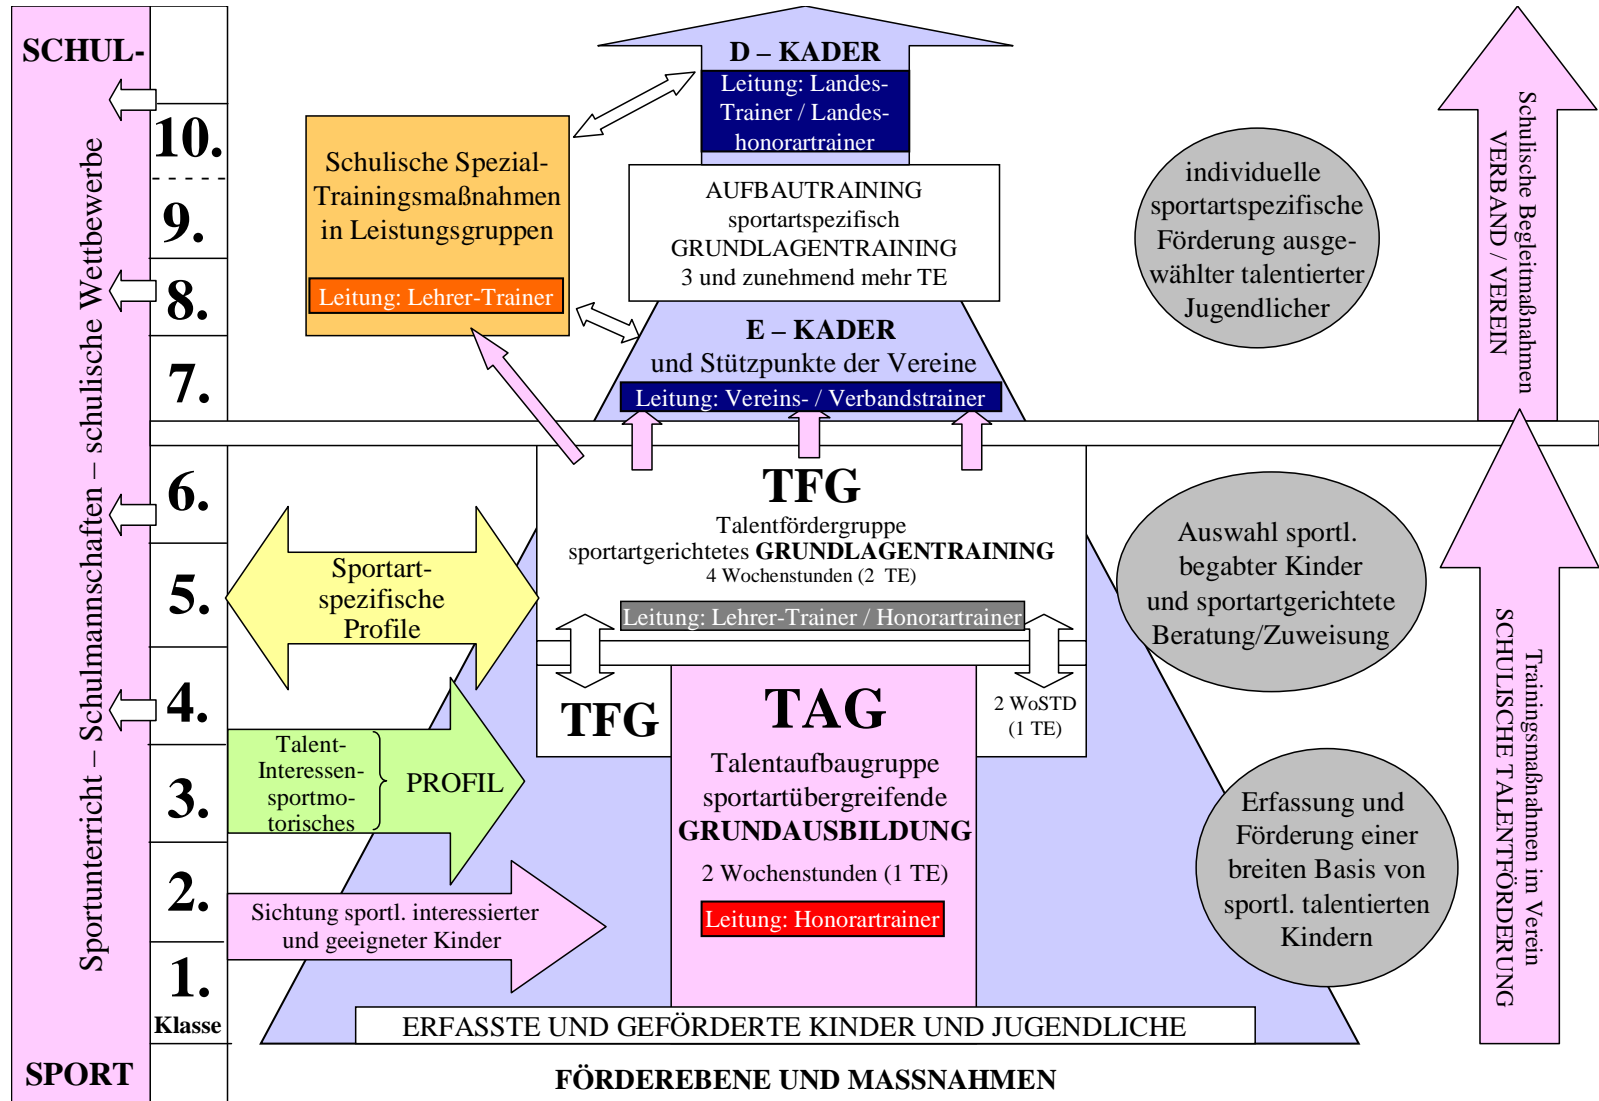 SCHUL-
Sportunterricht – Schulmannschaften – schulische Wettbewerbe
SPORT
10.
9.
8.
7.
6.
5.
4.
3.
2.
1.
Klasse
D – KADER
Leitung: Landes-
Trainer / Landes-
honorartrainer
Schulische Spezial-
Trainingsmaßnahmen
in Leistungsgruppen
Leitung: Lehrer-Trainer
AUFBAUTRAINING
sportartspezifisch
GRUNDLAGENTRAINING
3 und zunehmend mehr TE
E – KADER
und Stützpunkte der Vereine
Leitung: Vereins- / Verbandstrainer
individuelle
sportartspezifische
Förderung ausge-
wählter talentierter
Jugendlicher
Schulische Begleitmaßnahmen
VERBAND / VEREIN
TFG
Talentfördergruppe
sportartgerichtetes GRUNDLAGENTRAINING
4 Wochenstunden (2 TE)
Leitung: Lehrer-Trainer / Honorartrainer
Sportart-
spezifische
Profile
Auswahl sportl.
begabter Kinder
und sportartgerichtete
Beratung/Zuweisung
TFG
2 WoSTD
(1 TE)
TAG
Talentaufbaugruppe
sportartübergreifende
GRUNDAUSBILDUNG
2 Wochenstunden (1 TE)
Leitung: Honorartrainer
Talent-
Interessen-
sportmo-
torisches
PROFIL
Sichtung sportl. interessierter
und geeigneter Kinder
Erfassung und
Förderung einer
breiten Basis von
sportl. talentierten
Kindern
Trainingsmaßnahmen im Verein
SCHULISCHE TALENTFÖRDERUNG
ERFASSTE UND GEFÖRDERTE KINDER UND JUGENDLICHE
FÖRDEREBENE UND MASSNAHMEN